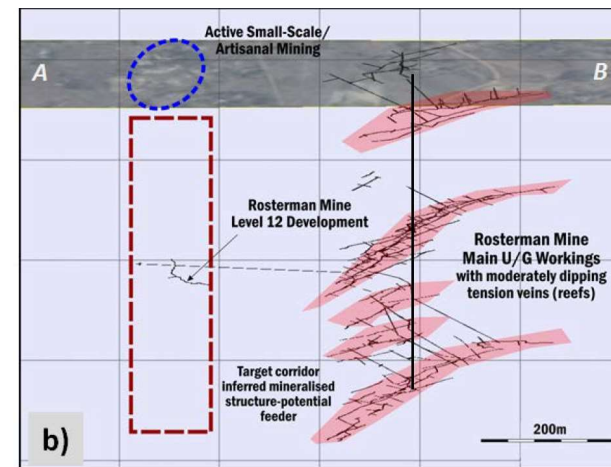 Active Small-Scale/
Artisanal Mining
A
B
Rosterman Mine
Level 12 Development
Rosterman Mine
Main U/G Workings
with moderately dipping
tension veins (reefs)
Target corridor
inferred mineralised
structure-potential
feeder
b)
200m